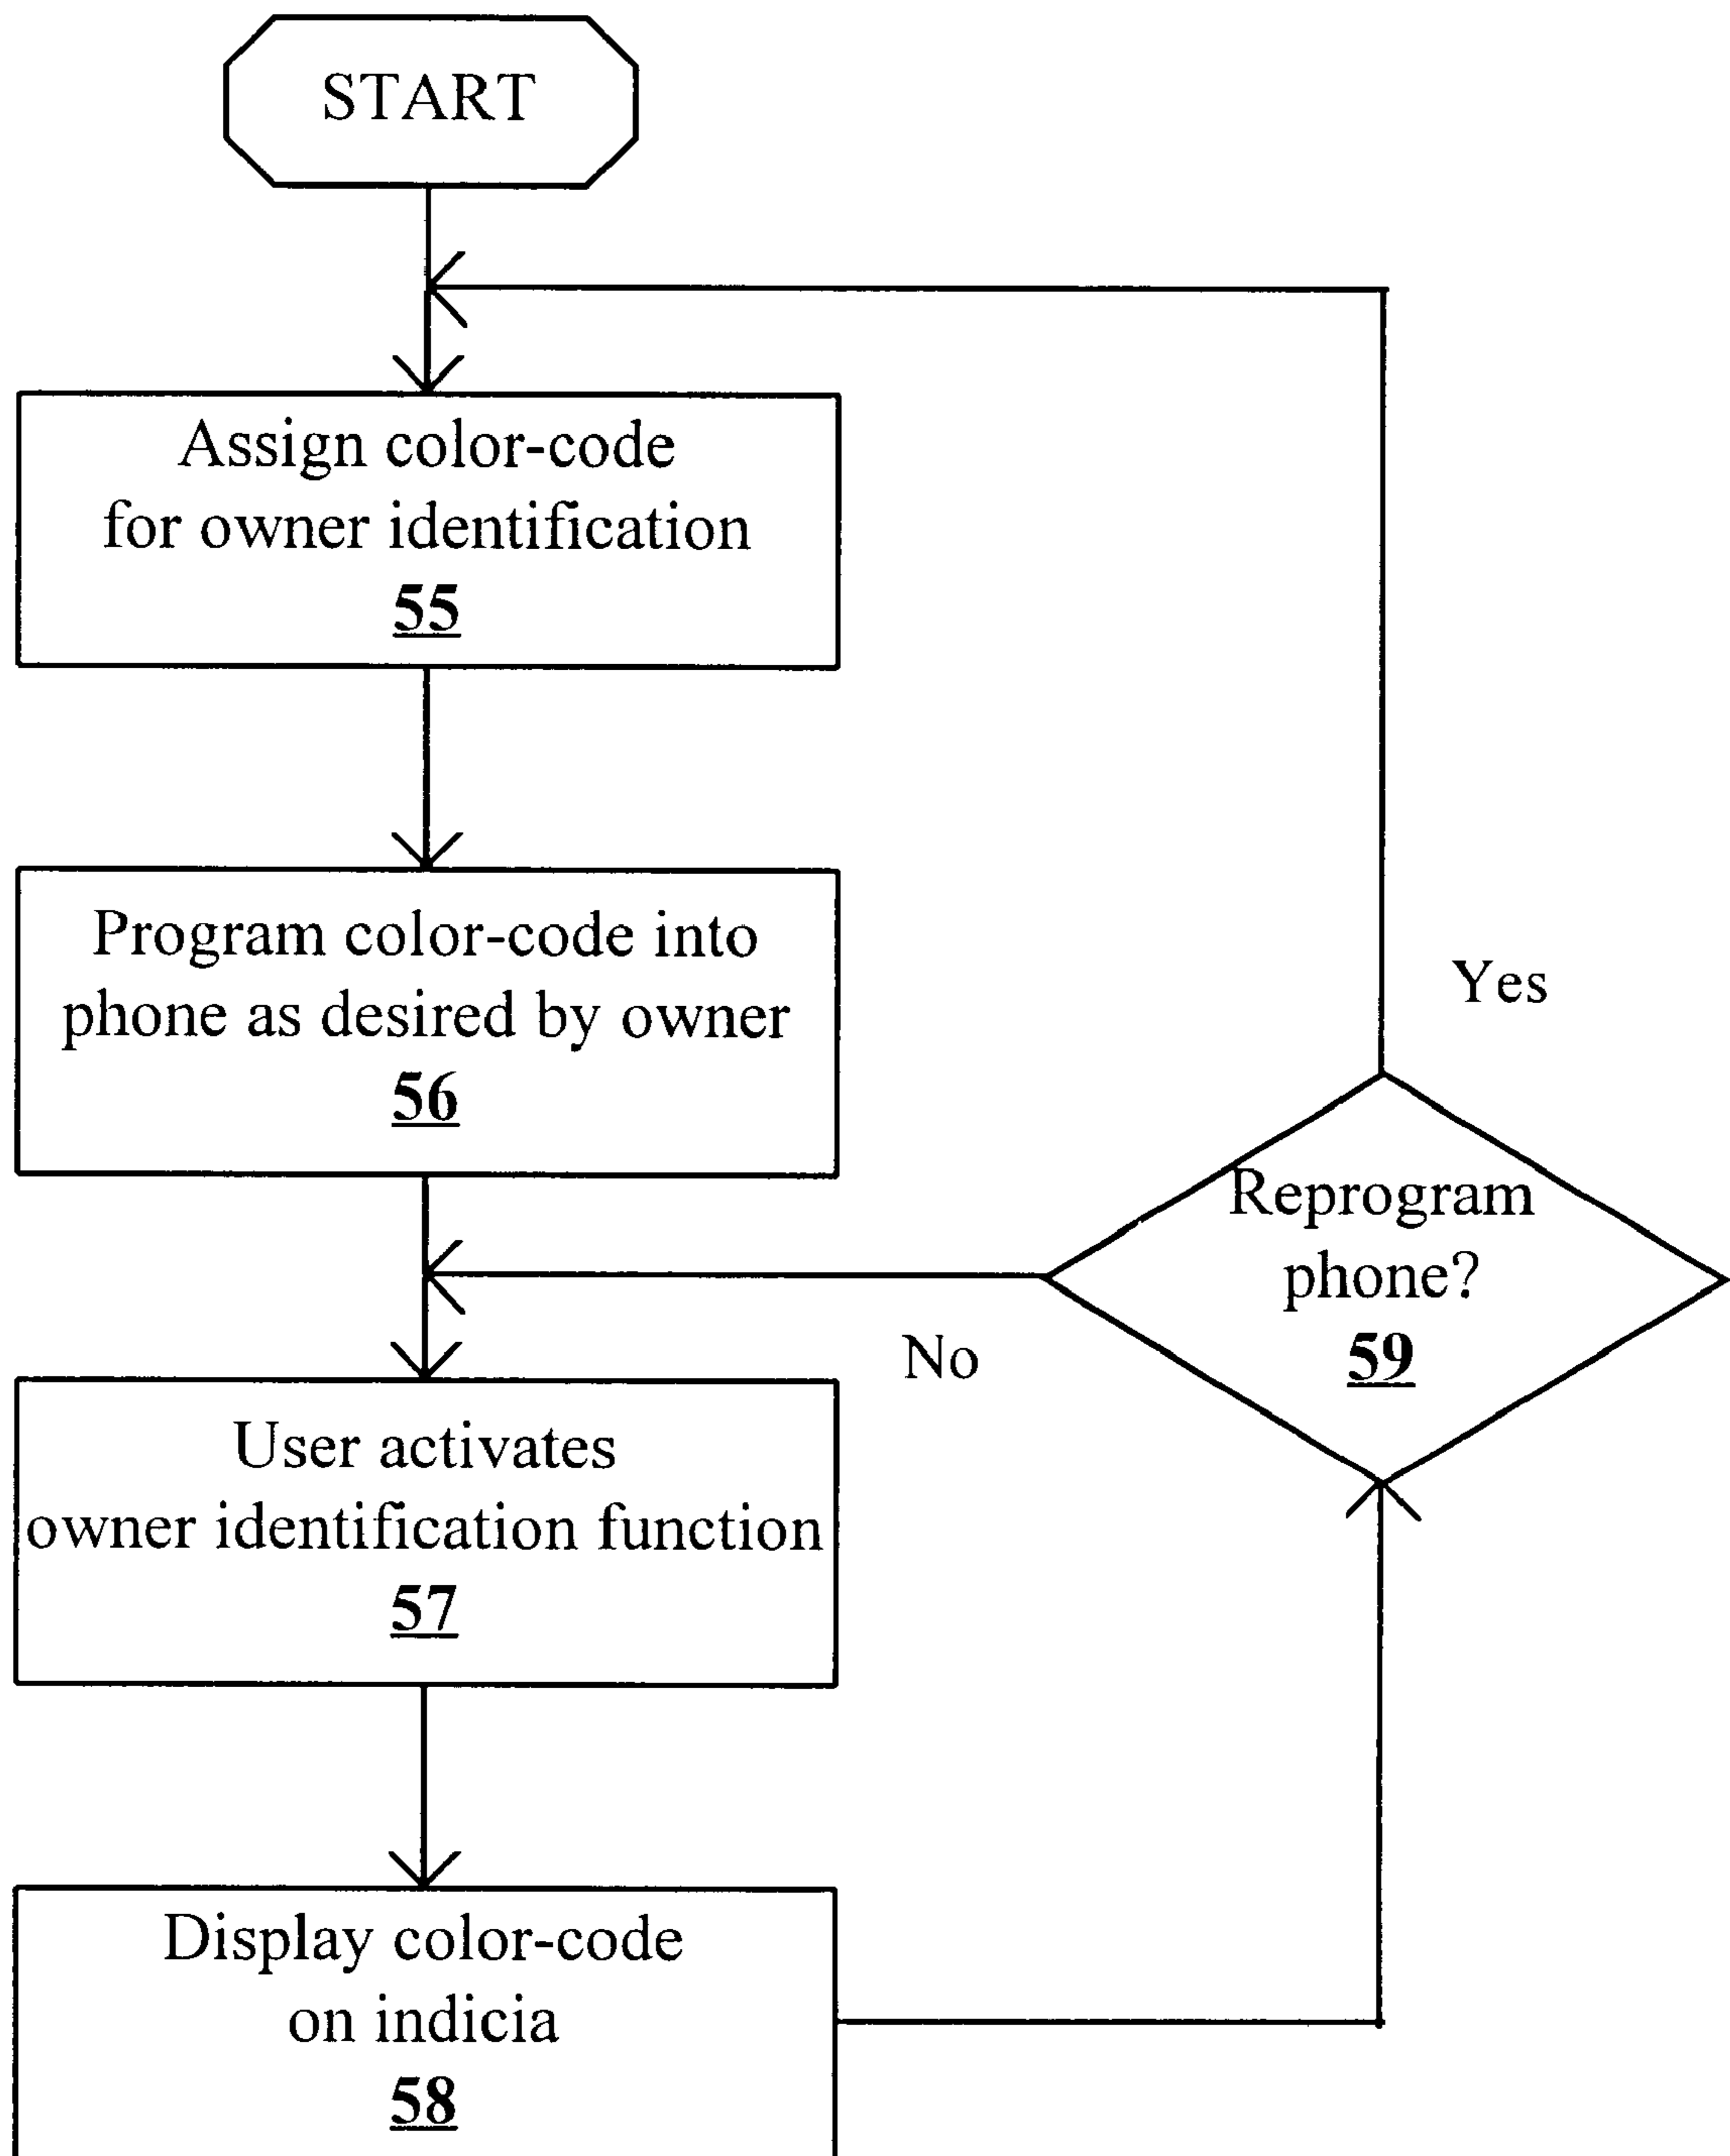 START
Assign color-code
for owner identification
55
Program color-code into
phone as desired by owner
56
Yes
Reprogram
phone?
59
No
User activates
owner identification function
57
Display color-code
on indicia
58